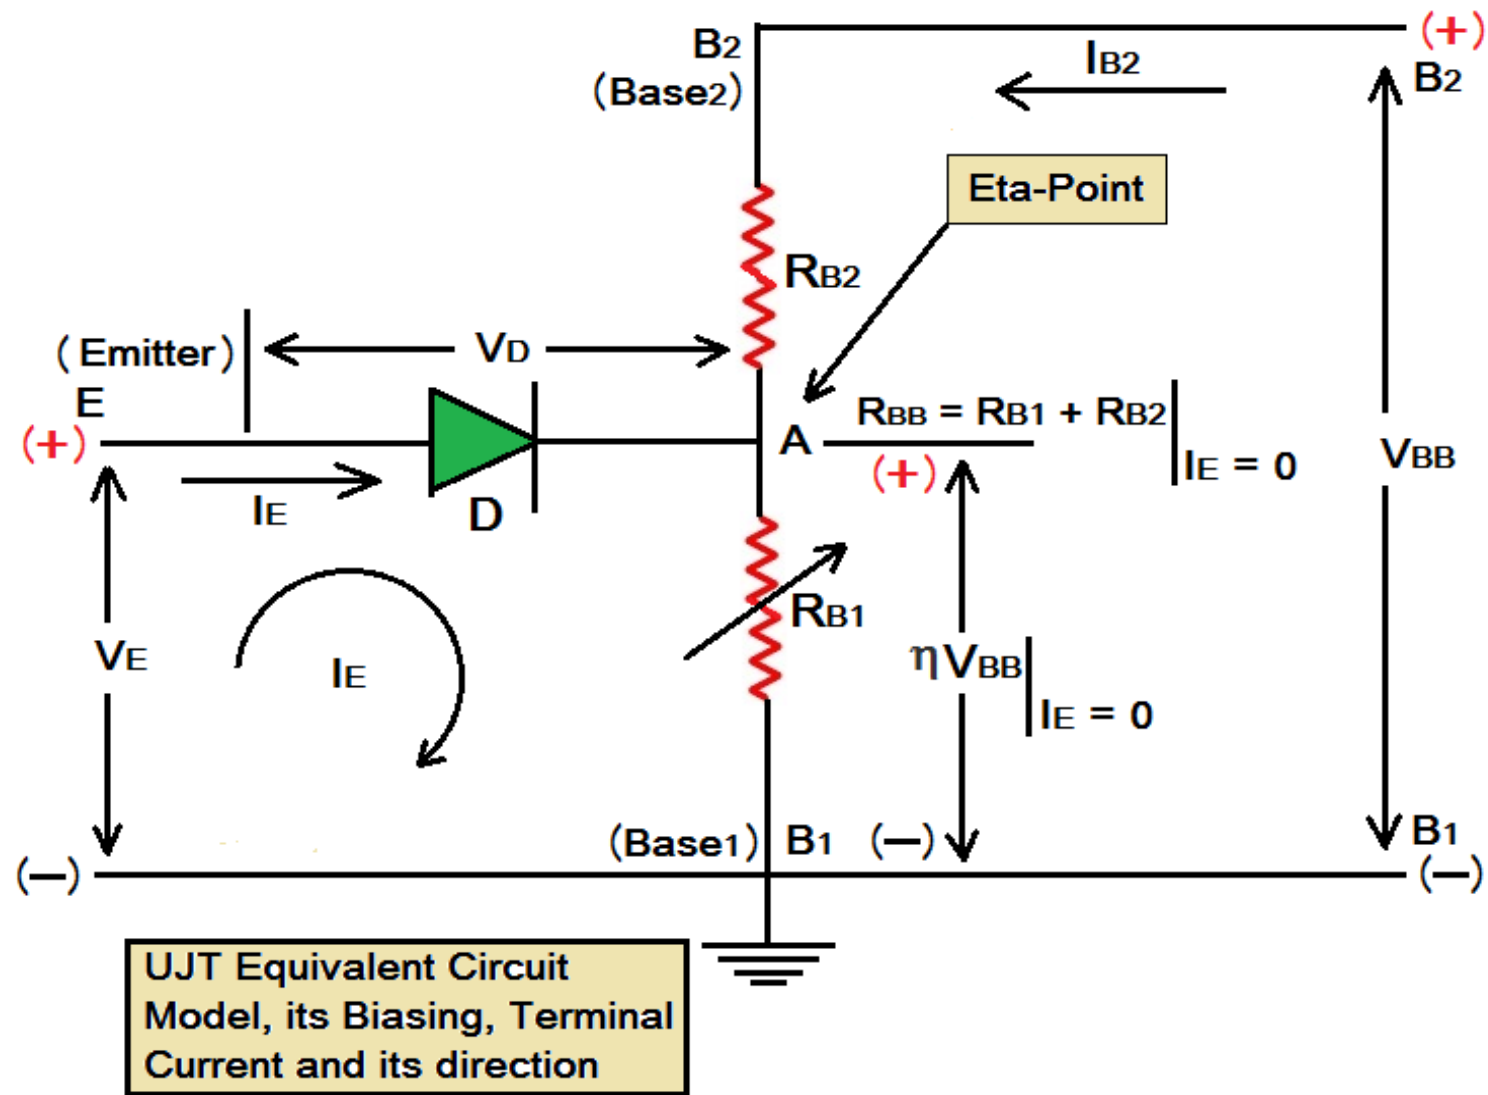 B2
(Base2)
IB2
(+)
B2
Eta-Point
RB2
(Emitter)
VD
E
(+)
A
RBB = RB1 + RB2
IE = 0
(+)
VBB
IE
D
RB1
VE
IE
ηVBB
IE = 0
(Base1) B1
(—)
B1
(—)
(—)
UJT Equivalent Circuit
Model, its Biasing, Terminal
Current and its direction